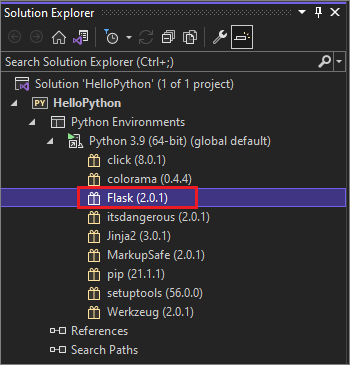 Solution Explorer
Search Solution Explorer (Ctrl+;)
Solution 'HelloPython' (1 of 1 project)
PY HelloPython
Python Environments
Python 3.9 (64-bit) (global default)
click (8.0.1)
colorama (0.4.4)
Flask (2.0.1)
itsdangerous (2.0.1)
Jinja2 (3.0.1)
MarkupSafe (2.0.1)
pip (21.1.1)
setuptools (56.0.0)
Werkzeug (2.0.1)
References
Search Paths